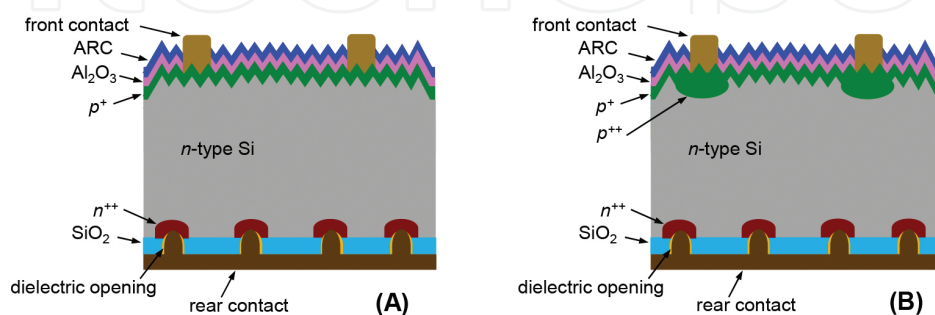 front contact
ARC
Al₂O₃
p⁺
n-type Si
n⁺⁺
SiO₂
dielectric opening
rear contact
(A)
front contact
ARC
Al₂O₃
p⁺
p⁺⁺
n-type Si
n⁺⁺
SiO₂
dielectric opening
rear contact
(B)